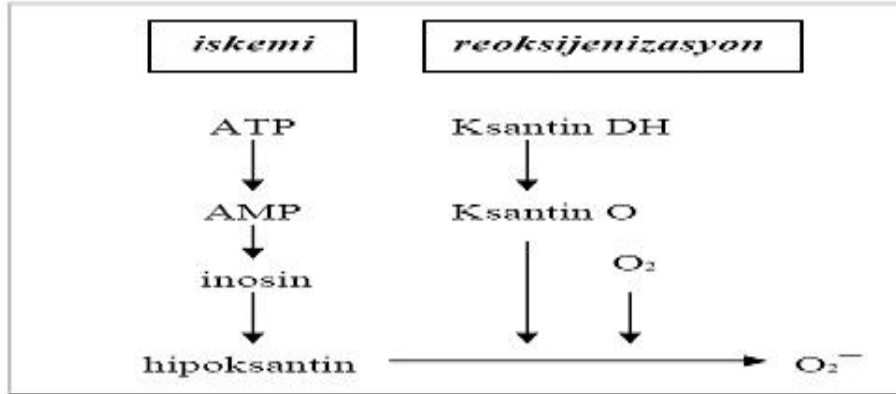 iskemi reoksijenizasyon
ATP Ksantin DH
AMP Ksantin O
O₂
inosin
hipoksantin O₂⁻